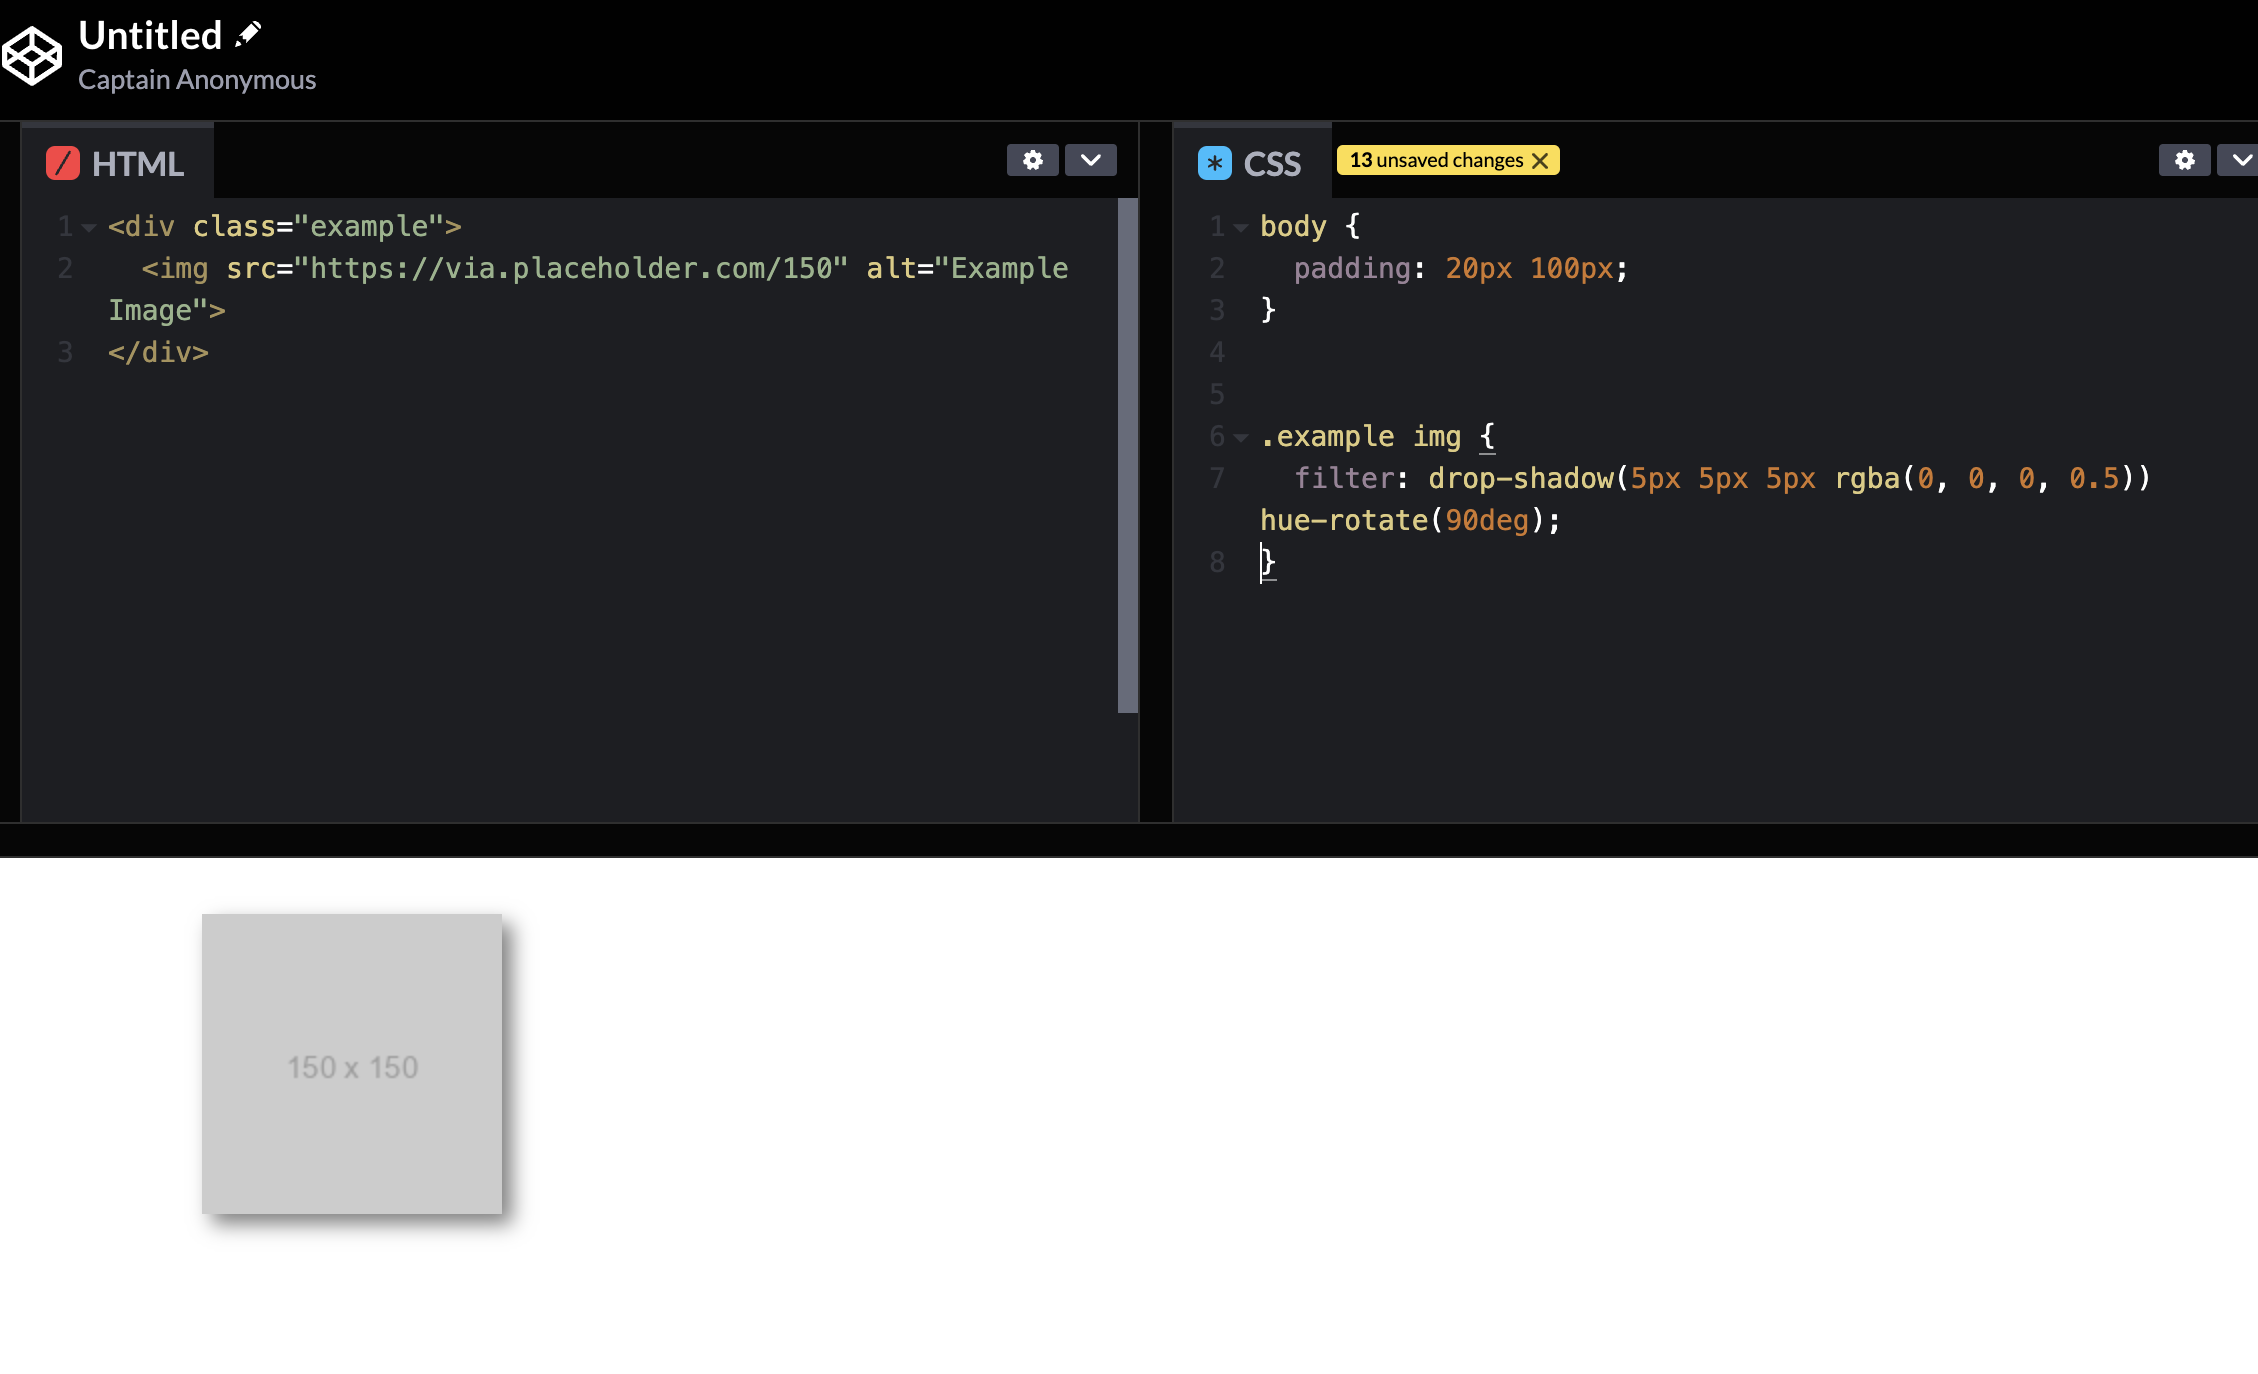 Untitled
Captain Anonymous
HTML
1 <div class="example">
2 <img src="https://via.placeholder.com/150" alt="Example
Image">
3 </div>
CSS
13 unsaved changes
1 body {
2 padding: 20px 100px;
3 }
4
5
6 .example img {
7 filter: drop-shadow(5px 5px 5px rgba(0, 0, 0, 0.5))
hue-rotate(90deg);
8 }
150 x 150